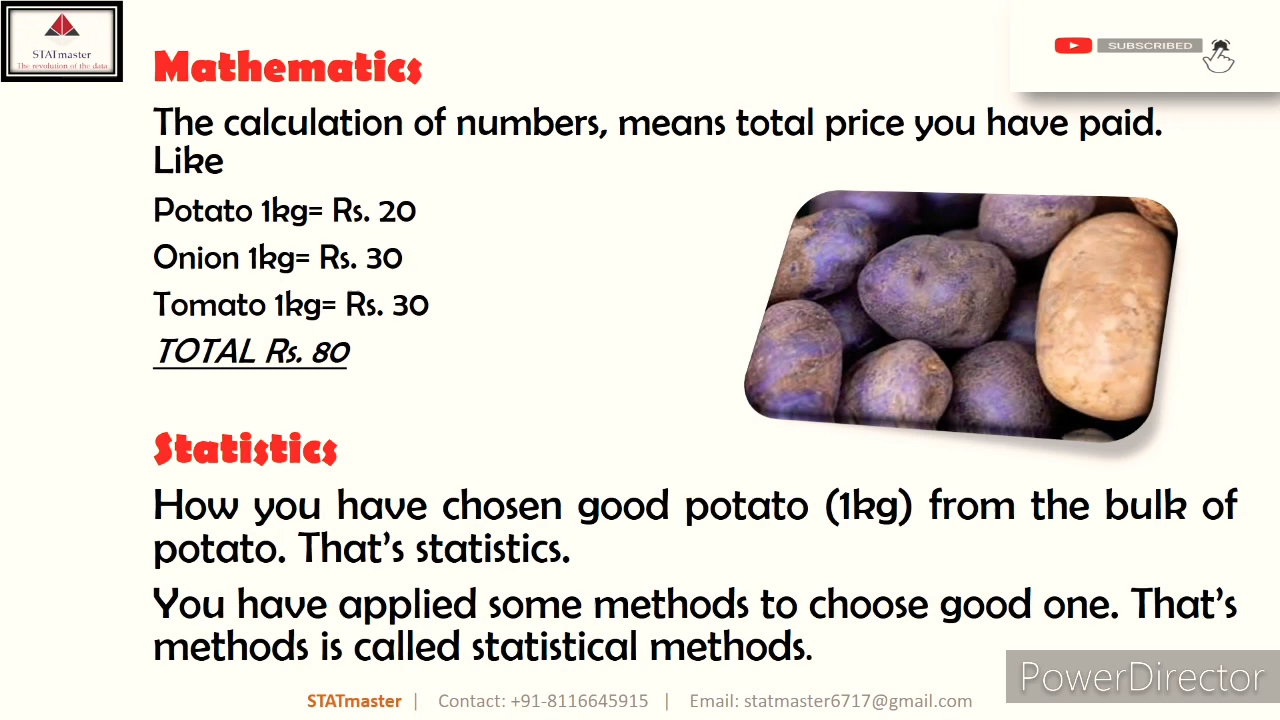 STATmaster
The revolution of the data
SUBSCRIBED
Mathematics
The calculation of numbers, means total price you have paid.
Like
Potato 1kg= Rs. 20
Onion 1kg= Rs. 30
Tomato 1kg= Rs. 30
TOTAL Rs. 80
Statistics
How you have chosen good potato (1kg) from the bulk of
potato. That’s statistics.
You have applied some methods to choose good one. That’s
methods is called statistical methods.
PowerDirector
STATmaster | Contact: +91-8116645915 | Email: statmaster6717@gmail.com